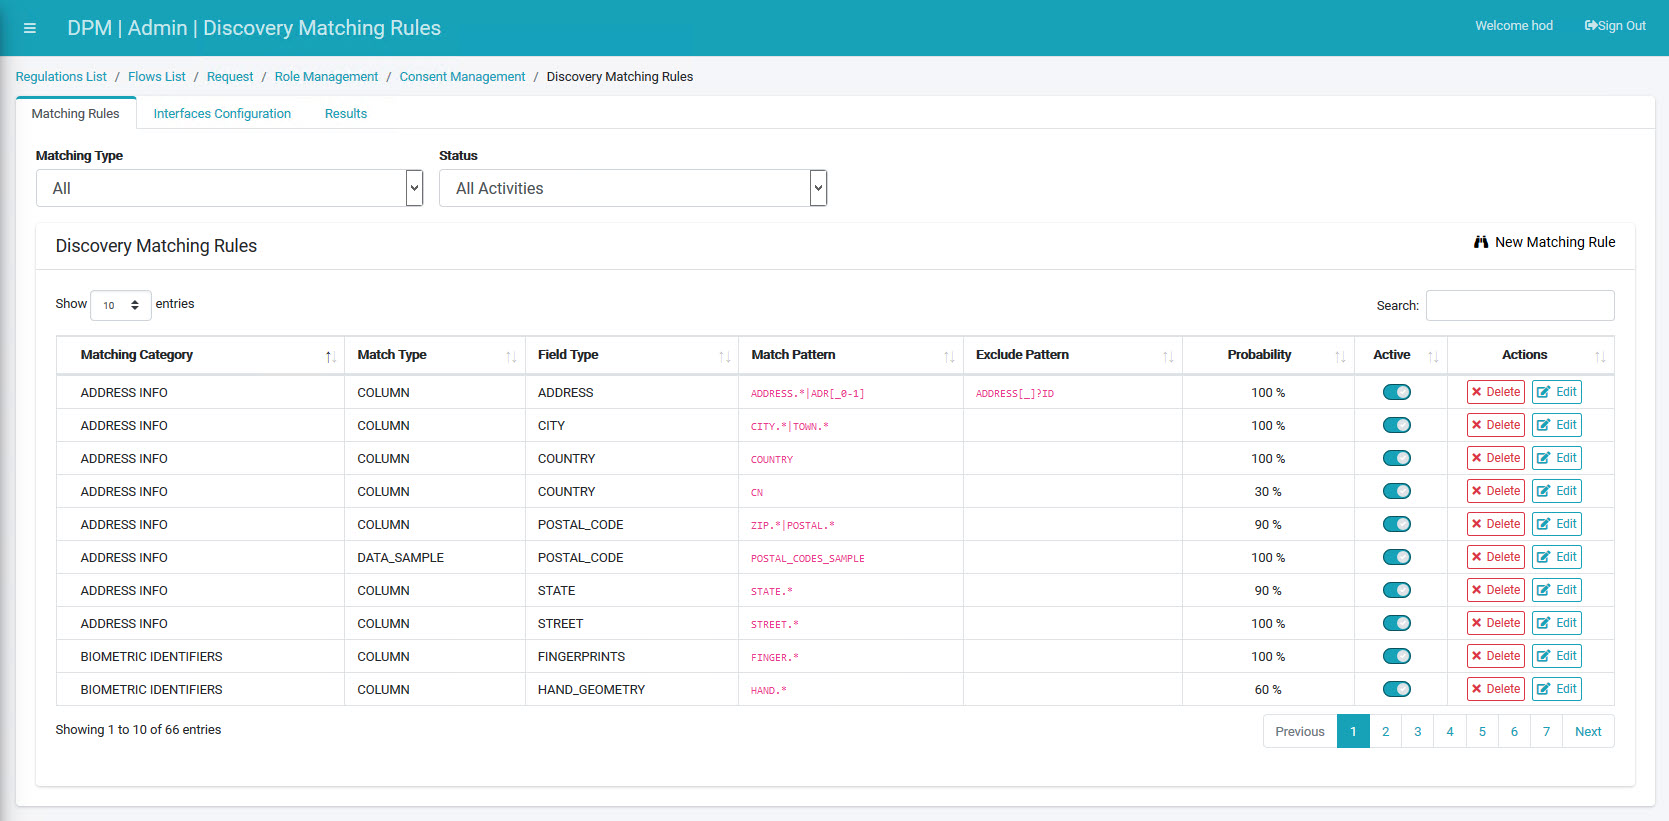 DPM | Admin | Discovery Matching Rules Welcome hod Sign Out
Regulations List / Flows List / Request / Role Management / Consent Management / Discovery Matching Rules
Matching Rules Interfaces Configuration Results
Matching Type Status
All All Activities
Discovery Matching Rules New Matching Rule
Show 10 entries Search:
Matching Category Match Type Field Type Match Pattern Exclude Pattern Probability Active Actions
ADDRESS INFO COLUMN ADDRESS ADDRESS.*|ADR[_0-1] ADDRESS[_]?ID 100 % Delete Edit
ADDRESS INFO COLUMN CITY CITY.*|TOWN.* 100 % Delete Edit
ADDRESS INFO COLUMN COUNTRY COUNTRY 100 % Delete Edit
ADDRESS INFO COLUMN COUNTRY CN 30 % Delete Edit
ADDRESS INFO COLUMN POSTAL_CODE ZIP.*|POSTAL.* 90 % Delete Edit
ADDRESS INFO DATA_SAMPLE POSTAL_CODE POSTAL_CODES_SAMPLE 100 % Delete Edit
ADDRESS INFO COLUMN STATE STATE.* 90 % Delete Edit
ADDRESS INFO COLUMN STREET STREET.* 100 % Delete Edit
BIOMETRIC IDENTIFIERS COLUMN FINGERPRINTS FINGER.* 100 % Delete Edit
BIOMETRIC IDENTIFIERS COLUMN HAND_GEOMETRY HAND.* 60 % Delete Edit
Showing 1 to 10 of 66 entries Previous 1 2 3 4 5 6 7 Next